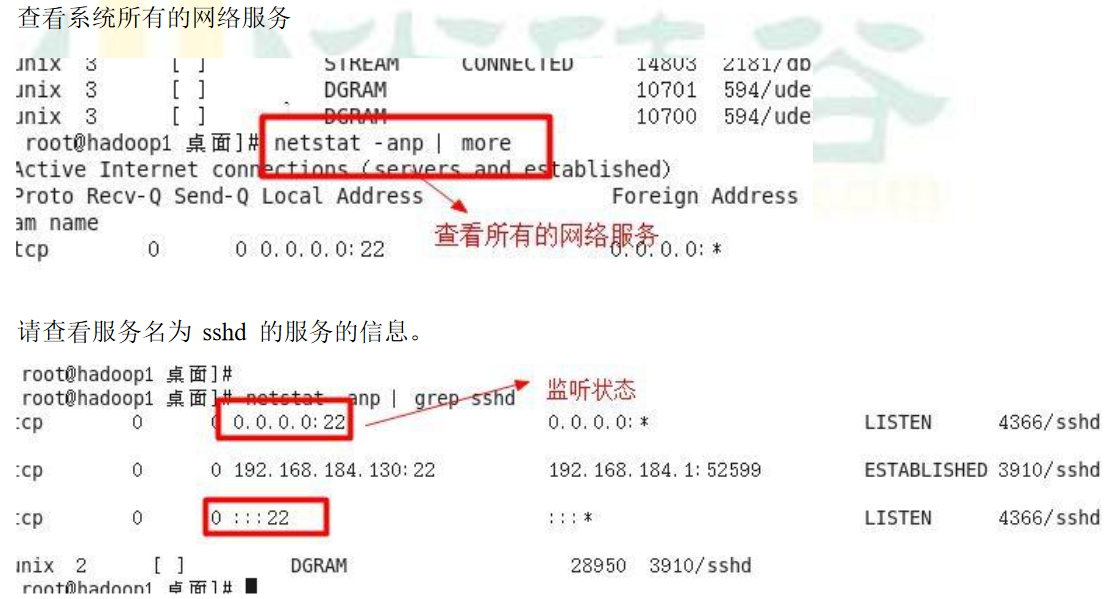 查看系统所有的网络服务
unix 3 [ ] STREAM CONNECTED 14803 2181/db
unix 3 [ ] DGRAM 10701 594/ude
unix 3 [ ] DGRAM 10700 594/ude
root@hadoop1 桌面]# netstat -anp | more
Active Internet connections (servers and established)
Proto Recv-Q Send-Q Local Address Foreign Address
am name
查看所有的网络服务
tcp 0 0 0.0.0.0:22 0.0.0.0:*
请查看服务名为 sshd 的服务的信息。
root@hadoop1 桌面]#
root@hadoop1 桌面]# netstat -anp | grep sshd
监听状态
tcp 0 0 0.0.0.0:22 0.0.0.0:* LISTEN 4366/sshd
tcp 0 0 192.168.184.130:22 192.168.184.1:52599 ESTABLISHED 3910/sshd
tcp 0 0 :::22 :::* LISTEN 4366/sshd
unix 2 [ ] DGRAM 28950 3910/sshd
root@hadoop1 桌面]#